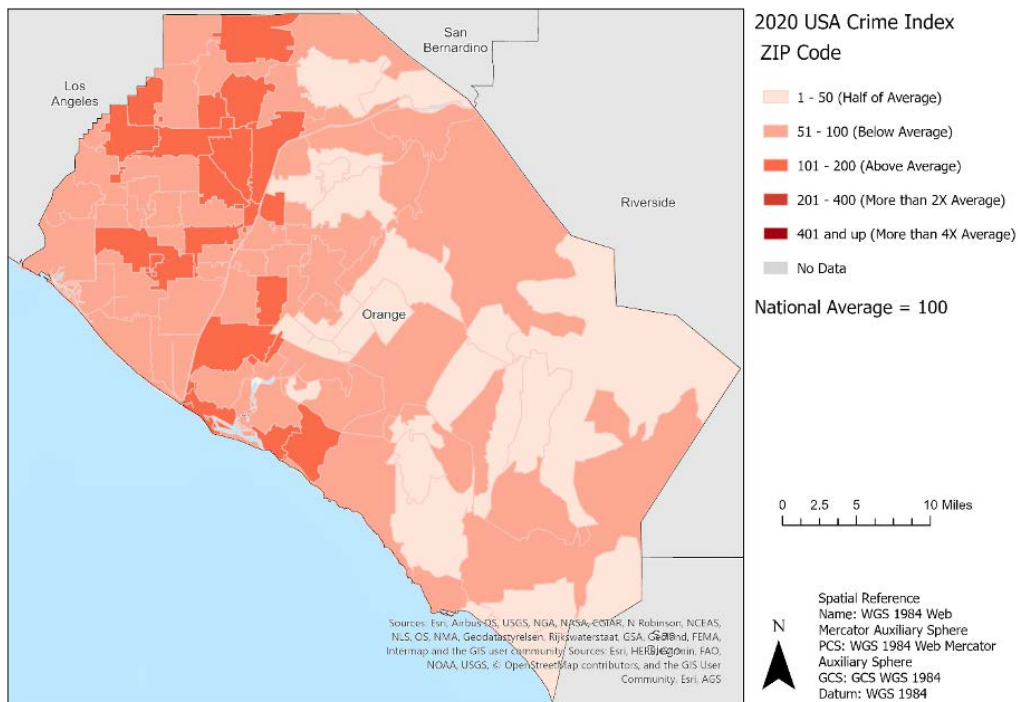 San
Bernardino
Los
Angeles
Riverside
Orange
Sources: Esri, Airbus DS, USGS, NGA, NASA, CGIAR, N Robinson, NCEAS,
NLS, OS, NMA, Geodatastyrelsen, Rijkswaterstaat, GSA, Geoland, FEMA,
Intermap and the GIS user community, Sources: Esri, HERE, Garmin, FAO,
NOAA, USGS, © OpenStreetMap contributors, and the GIS User
Community, Esri, AGS
San
Diego
2020 USA Crime Index
ZIP Code
1 - 50 (Half of Average)
51 - 100 (Below Average)
101 - 200 (Above Average)
201 - 400 (More than 2X Average)
401 and up (More than 4X Average)
No Data
National Average = 100
0 2.5 5 10 Miles
N
Spatial Reference
Name: WGS 1984 Web
Mercator Auxiliary Sphere
PCS: WGS 1984 Web Mercator
Auxiliary Sphere
GCS: GCS WGS 1984
Datum: WGS 1984